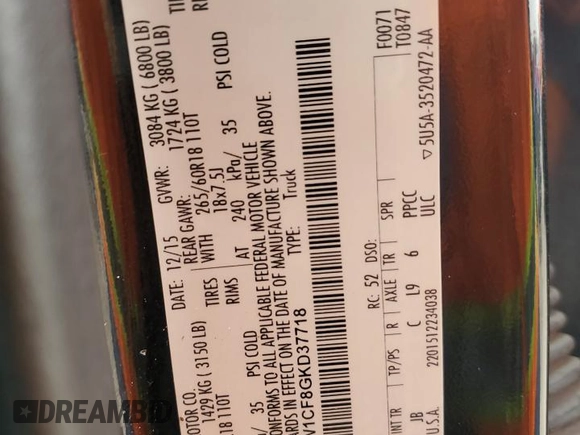 OTOR CO.
DATE: 12/15
GVWR: 3084 KG ( 6800 LB)
1429 KG ( 3150 LB)
REAR GAWR: 1724 KG ( 3800 LB)
18 110T
TIRES
WITH 265/60R18 110T
RIMS
18x7.5J
35 PSI COLD
AT 240 kPa/ 35 PSI COLD
ONFORMS TO ALL APPLICABLE FEDERAL MOTOR VEHICLE
ARDS IN EFFECT ON THE DATE OF MANUFACTURE SHOWN ABOVE.
1CF8GKD37718
TYPE: Truck
F0071
T0847
RC: 52 DSO:
INTTR TP/PS R AXLE TR SPR
JB C L9 6 PPCC
U.S.A. 2201512234038 ULC
▽5U5A-3520472-AA
DREAMBID